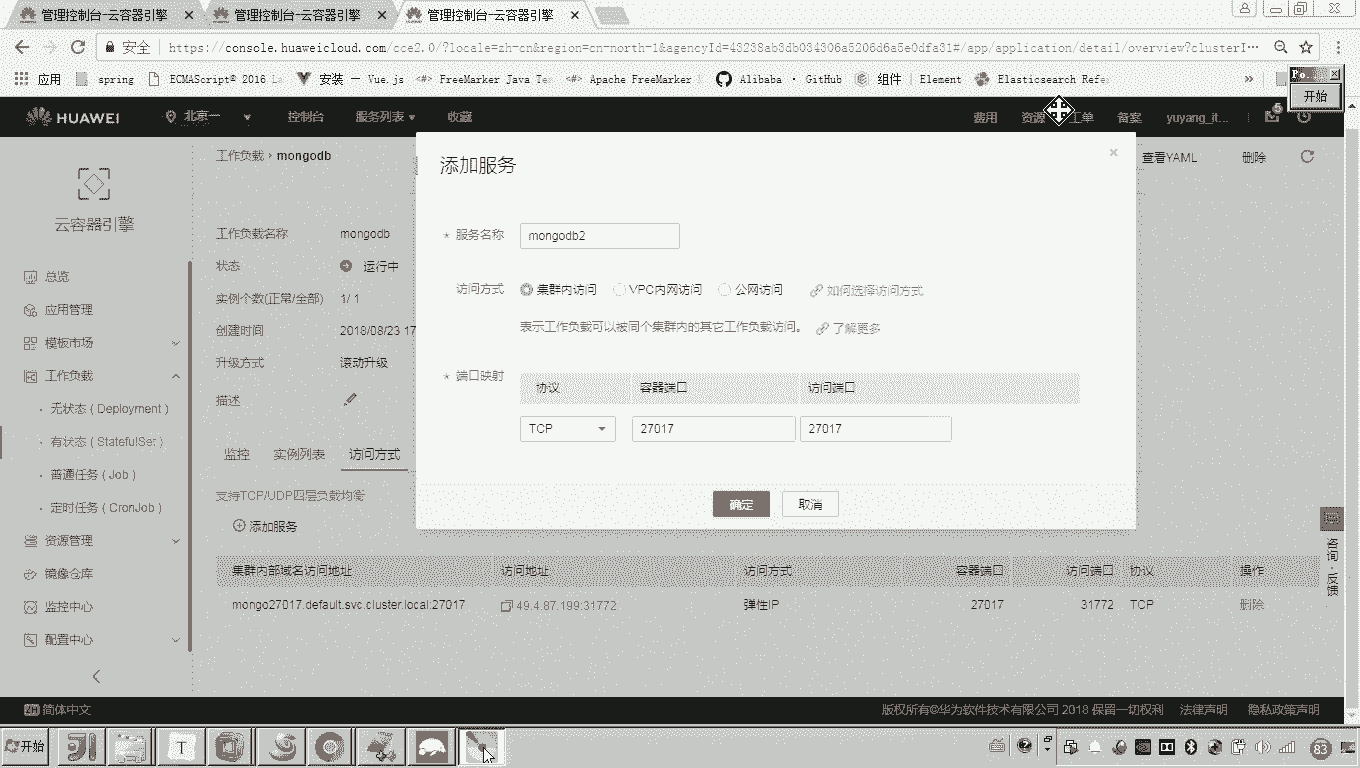 管理控制台-云容器引擎
管理控制台-云容器引擎
管理控制台-云容器引擎
安全
https://console.huaweicloud.com/cce2.0/?locale=zh-cn&region=cn-north-1&agencyId=43238ab3db034306a5206d6a5e0dfa31#/app/application/detail/overview?clusterI…
应用
spring
ECMAScript® 2016 La
安装 — Vue.js
FreeMarker Java Te
Apache FreeMarker
Alibaba · GitHub
组件 | Element
Elasticsearch Refe
»
Po.
开始
HUAWEI
北京一
控制台
服务列表
收藏
费用
资源
工单
备案
yuyang_it...
5
工作负载 › mongodb
查看YAML
删除
云容器引擎
总览
应用管理
模板市场
工作负载
无状态 ( Deployment )
有状态 ( StatefulSet )
普通任务 ( Job )
定时任务 ( CronJob )
资源管理
镜像仓库
监控中心
配置中心
工作负载名称
mongodb
状态
运行中
实例个数(正常/全部)
1/ 1
创建时间
2018/08/23 17
升级方式
滚动升级
描述
监控
实例列表
访问方式
支持TCP/UDP四层负载均衡
添加服务
添加服务
×
* 服务名称
mongodb2
访问方式
集群内访问
VPC内网访问
公网访问
如何选择访问方式
表示工作负载可以被同个集群内的其它工作负载访问。
了解更多
* 端口映射
协议
容器端口
访问端口
TCP
27017
27017
确定
取消
集群内部域名访问地址
访问地址
访问方式
容器端口
访问端口
协议
操作
mongo27017.default.svc.cluster.local:27017
49.4.87.199:31772
弹性IP
27017
31772
TCP
删除
咨询·反馈
ZH 简体中文
版权所有©华为软件技术有限公司 2018 保留一切权利
法律声明
隐私政策声明
开始
T
83